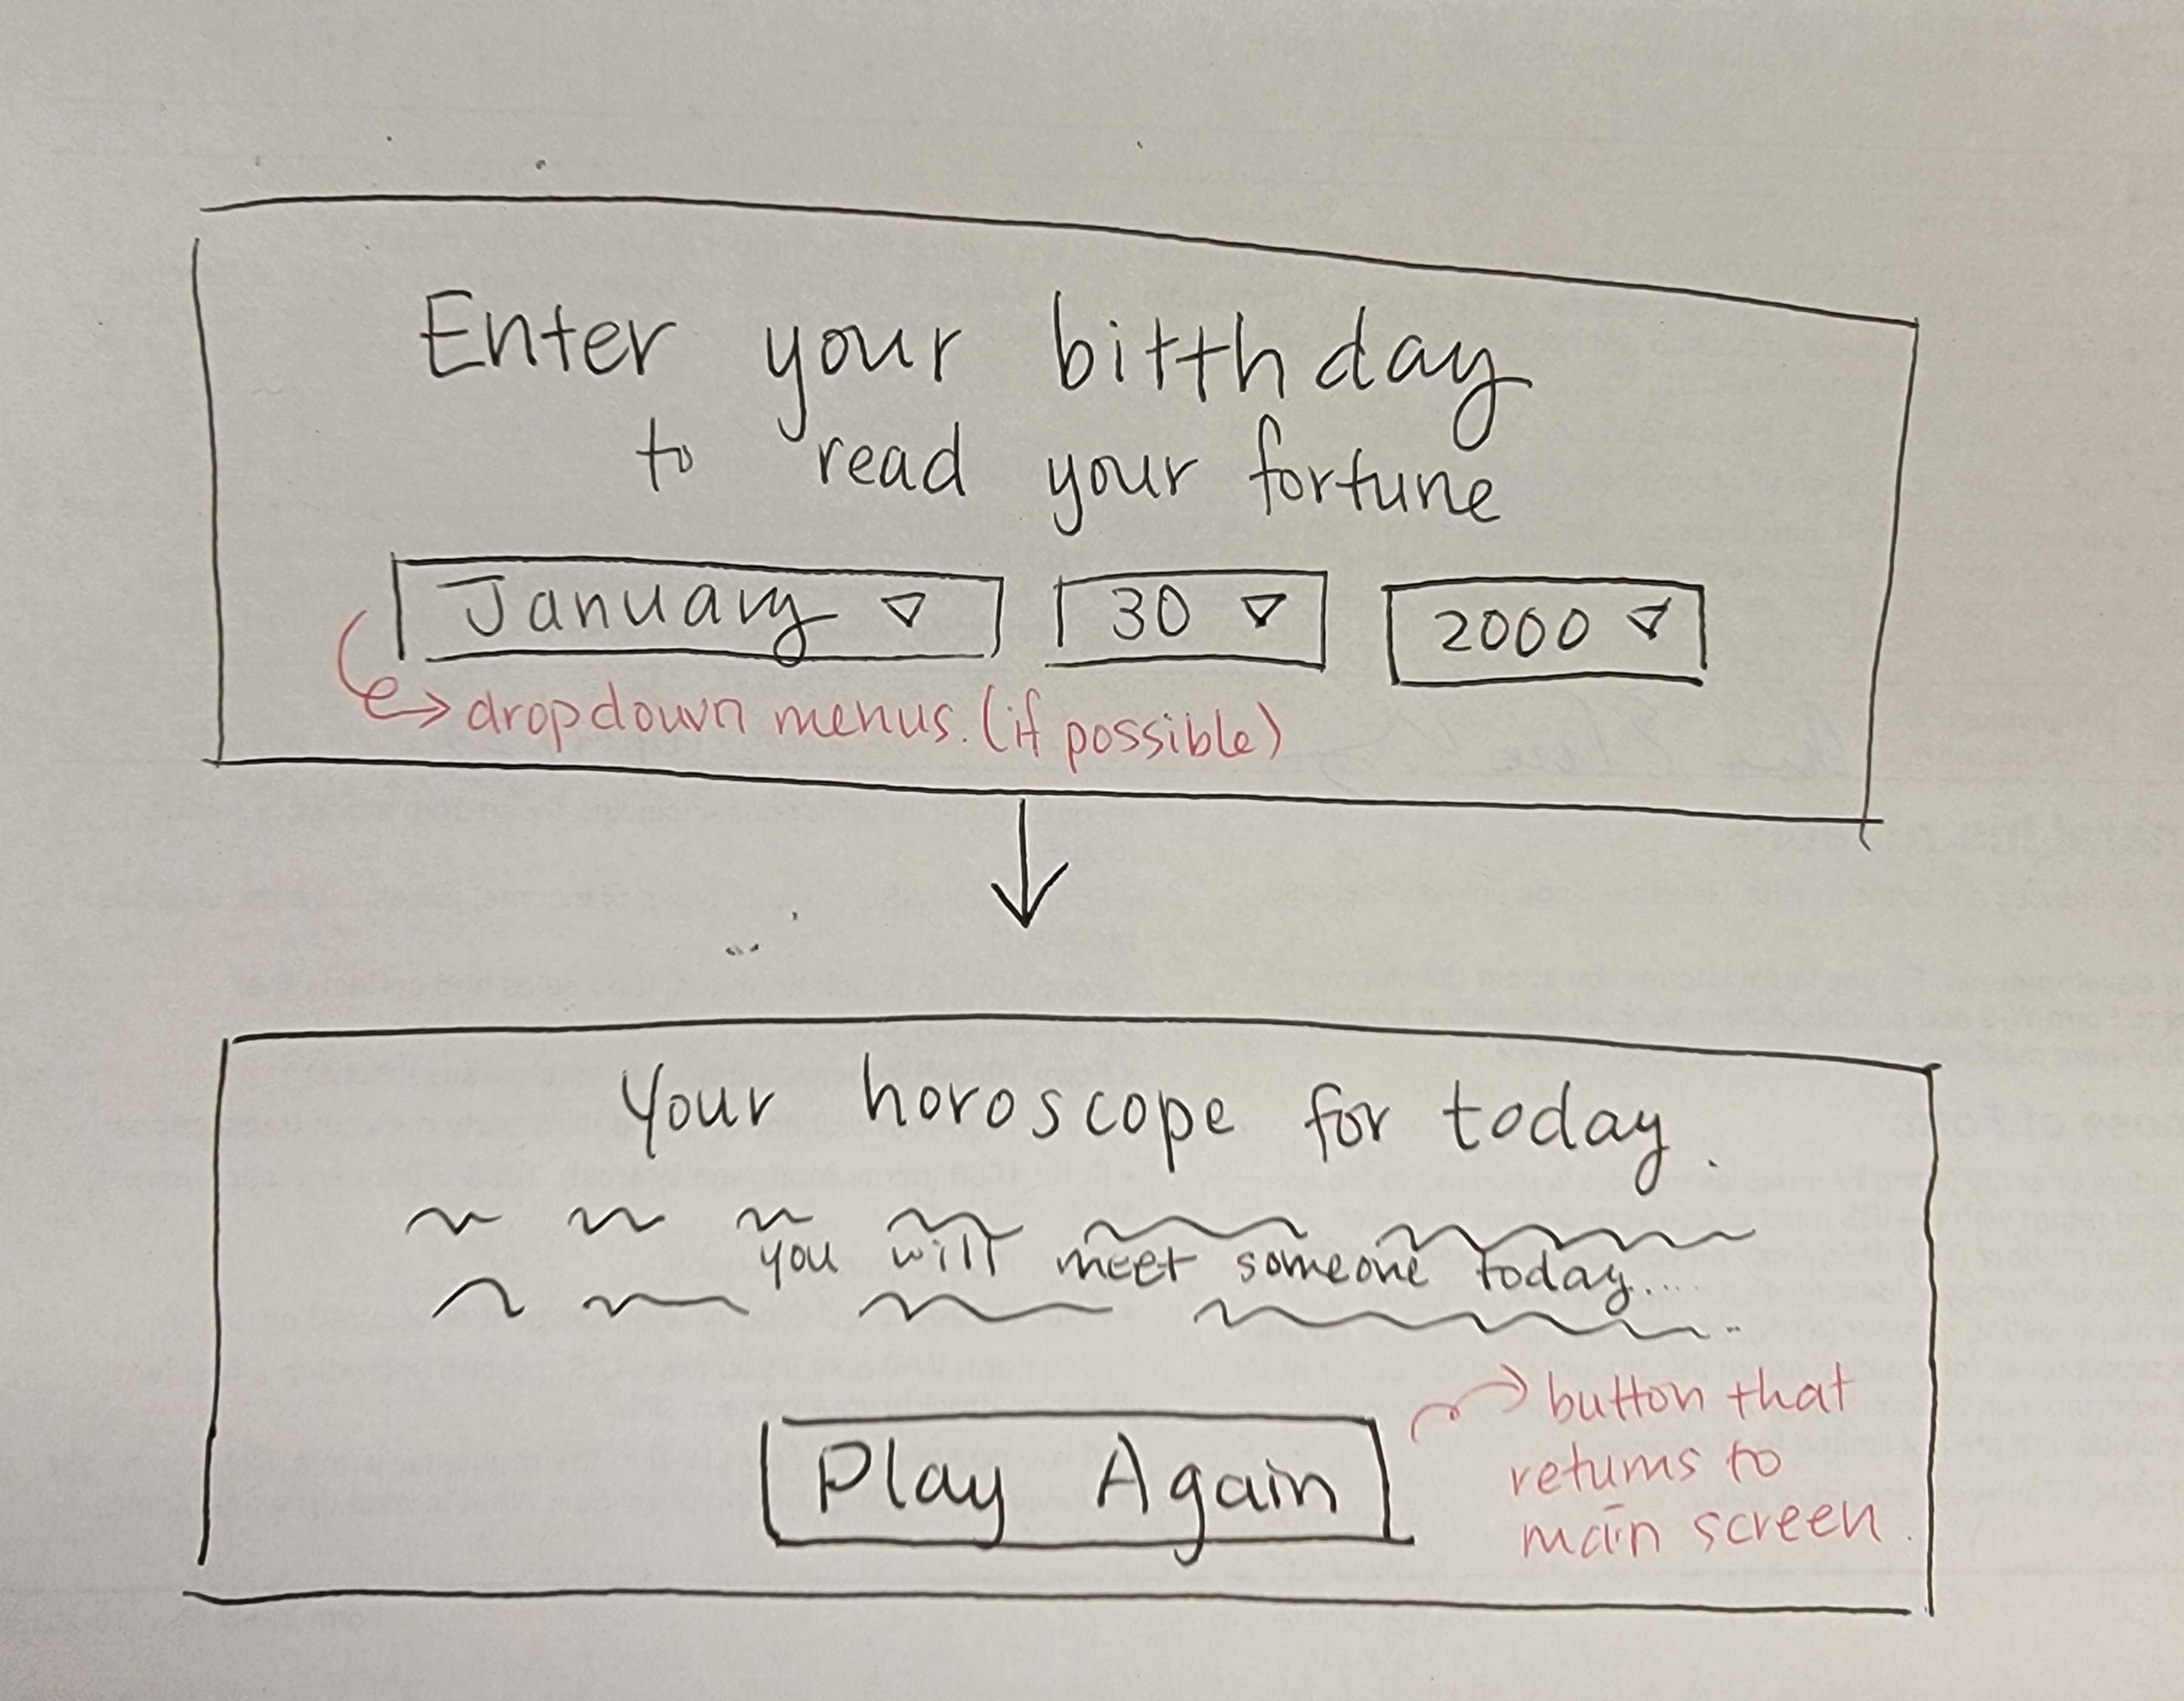 Enter your bitthday
to read your fortune
January 30 2000
dropdown menus. (if possible)
Your horoscope for today.
you will meet someone today....
button that
returns to
main screen.
Play Again